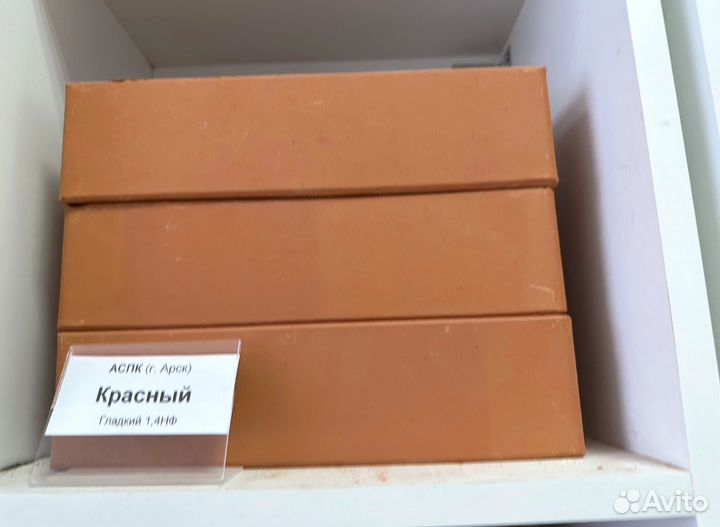 АСПК (г. Арск)
Красный
Гладкий 1,4НФ
Avito